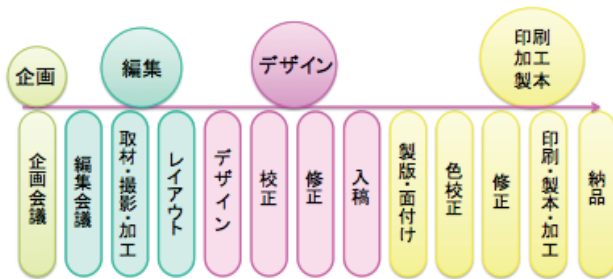 企画
編集
デザイン
印刷
加工
製本
企画会議
編集会議
取材・撮影・加工
レイアウト
デザイン
校正
修正
入稿
製版・面付け
色校正
修正
印刷・製本・加工
納品